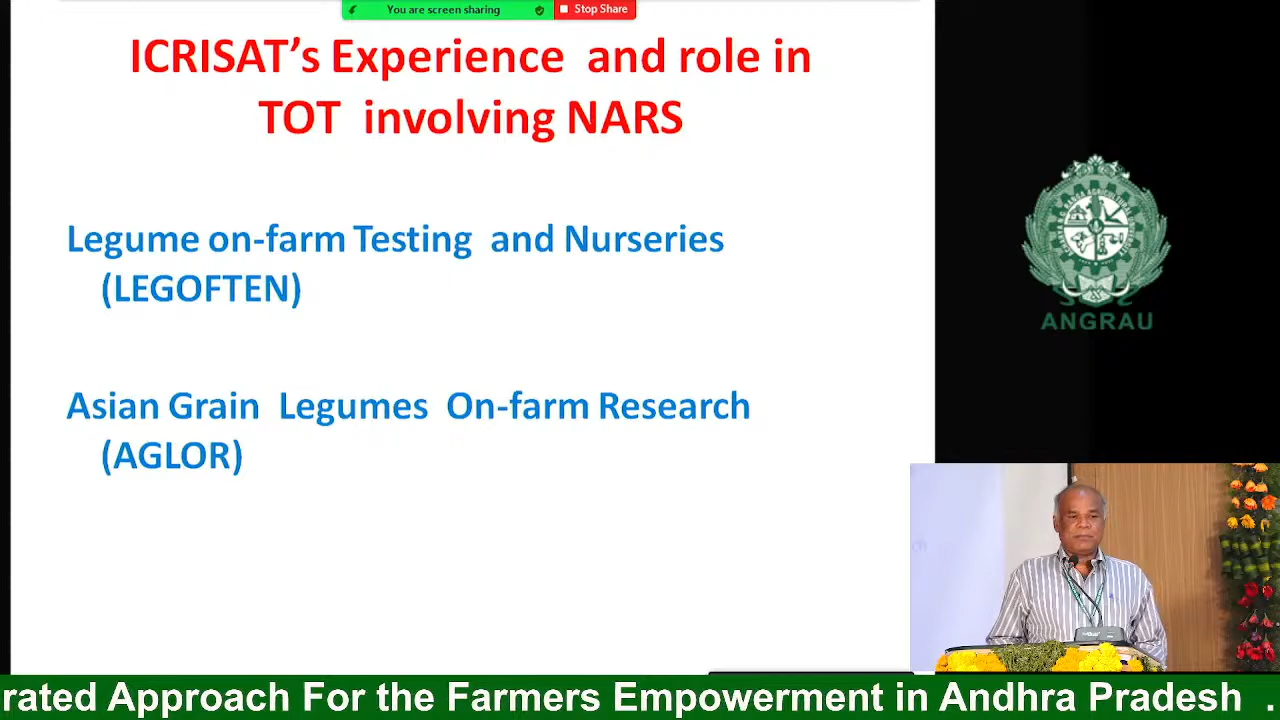 You are screen sharing
Stop Share
ICRISAT’s Experience and role in
TOT involving NARS
Legume on-farm Testing and Nurseries
(LEGOFTEN)
Asian Grain Legumes On-farm Research
(AGLOR)
ANGRAU
rated Approach For the Farmers Empowerment in Andhra Pradesh .